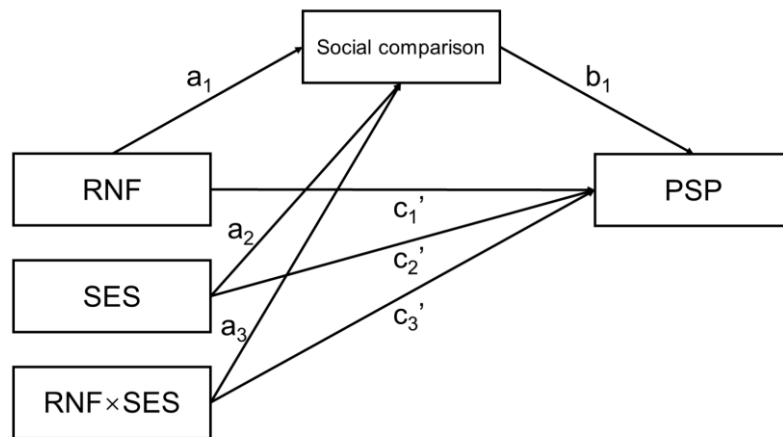 Social comparison
a₁
b₁
RNF
PSP
c₁’
a₂
SES
c₂’
a₃
c₃’
RNF×SES